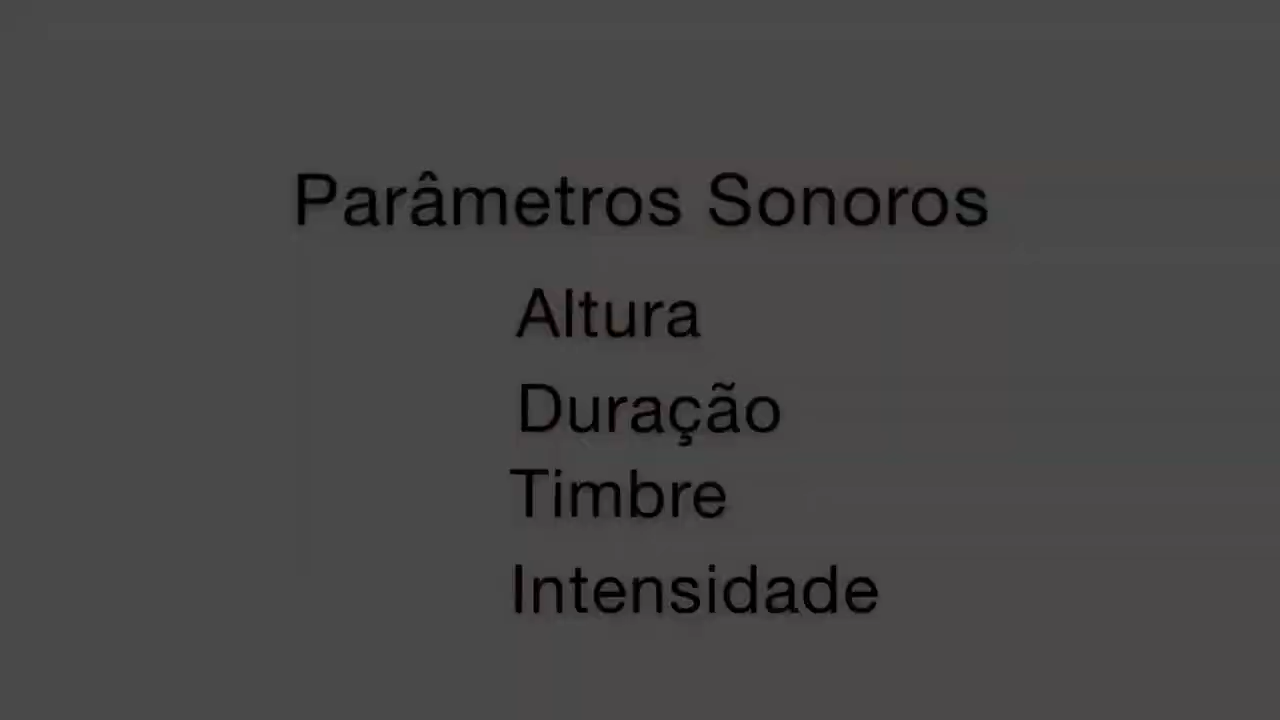 Parâmetros Sonoros
Altura
Duração
Timbre
Intensidade